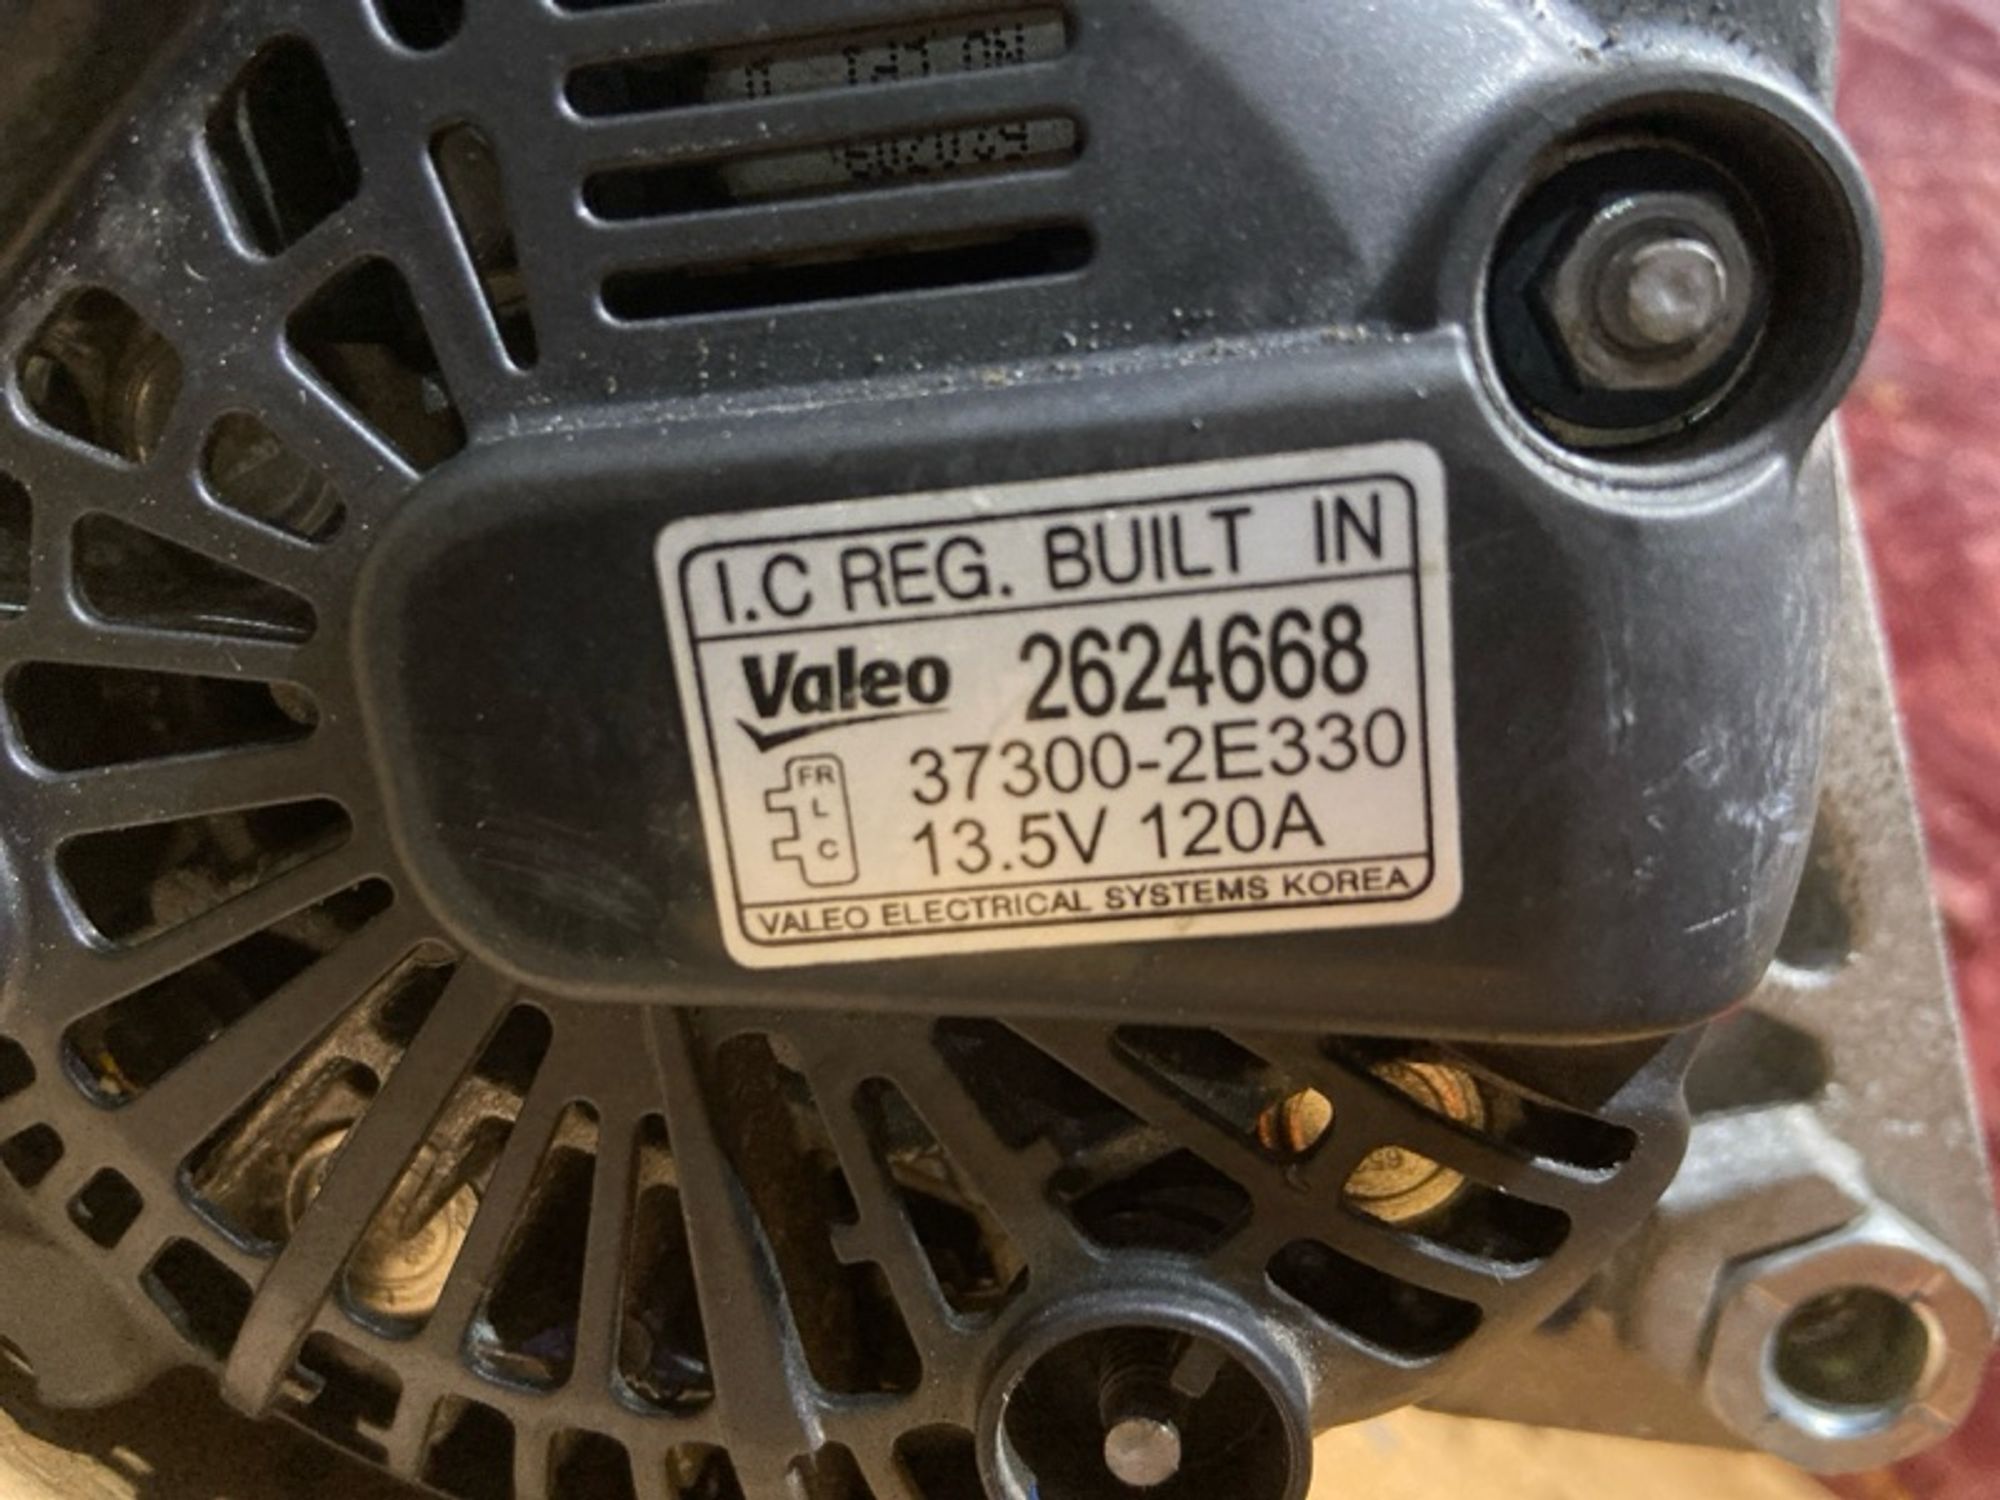 I.C REG. BUILT IN
Valeo 2624668
FR
L
C
37300-2E330
13.5V 120A
VALEO ELECTRICAL SYSTEMS KOREA